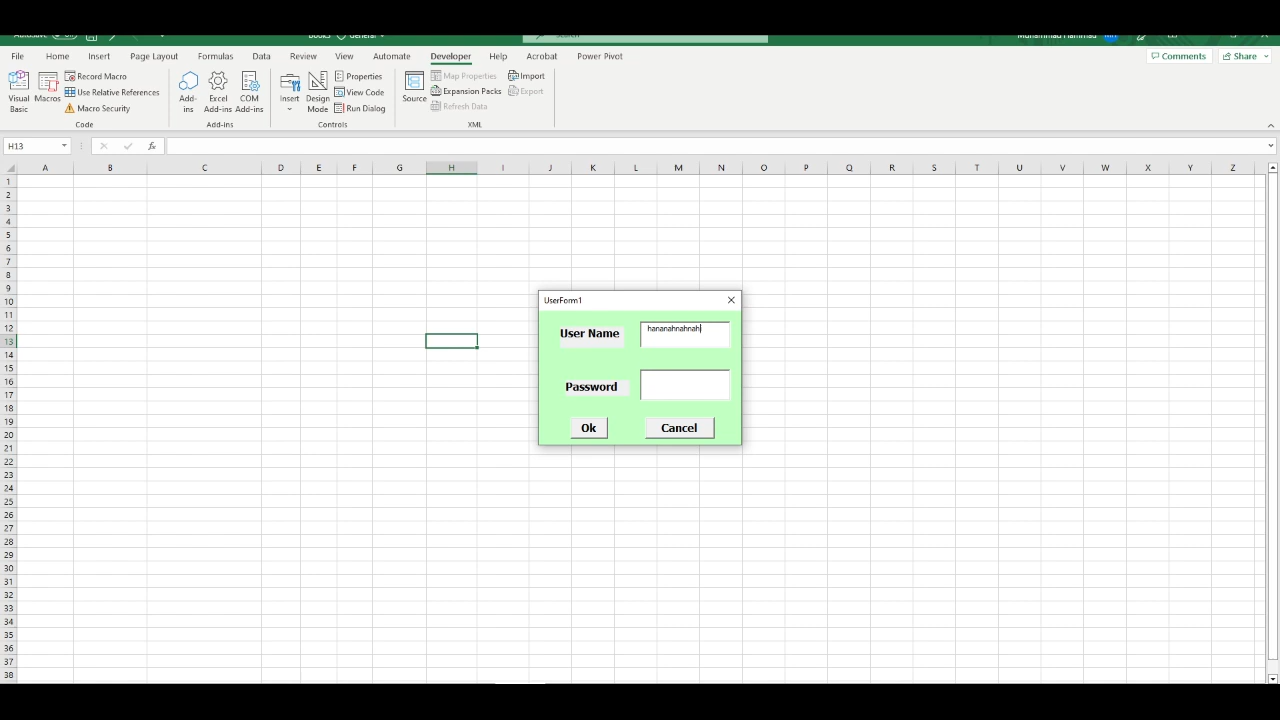 File Home Insert Page Layout Formulas Data Review View Automate Developer Help Acrobat Power Pivot Comments Share
Visual Basic
Macros
Record Macro
Use Relative References
Macro Security
Code
Add-ins
Excel Add-ins
COM Add-ins
Add-ins
Insert
Design Mode
Properties
View Code
Run Dialog
Controls
Source
Map Properties
Expansion Packs
Refresh Data
Import
Export
XML
H13 fx
A B C D E F G H I J K L M N O P Q R S T U V W X Y Z
1
2
3
4
5
6
7
8
9
10
11
12
13
14
15
16
17
18
19
20
21
22
23
24
25
26
27
28
29
30
31
32
33
34
35
36
37
38
UserForm1
User Name hananahnahnah
Password
Ok Cancel